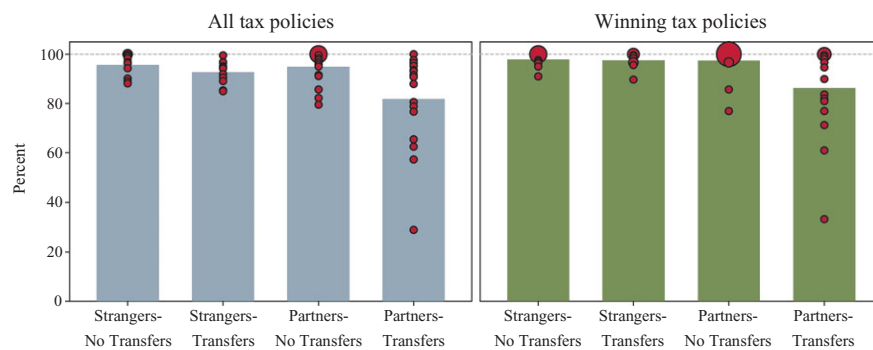 All tax policies
Winning tax policies
Percent
100
80
60
40
20
0
Strangers-
No Transfers
Strangers-
Transfers
Partners-
No Transfers
Partners-
Transfers
Strangers-
No Transfers
Strangers-
Transfers
Partners-
No Transfers
Partners-
Transfers